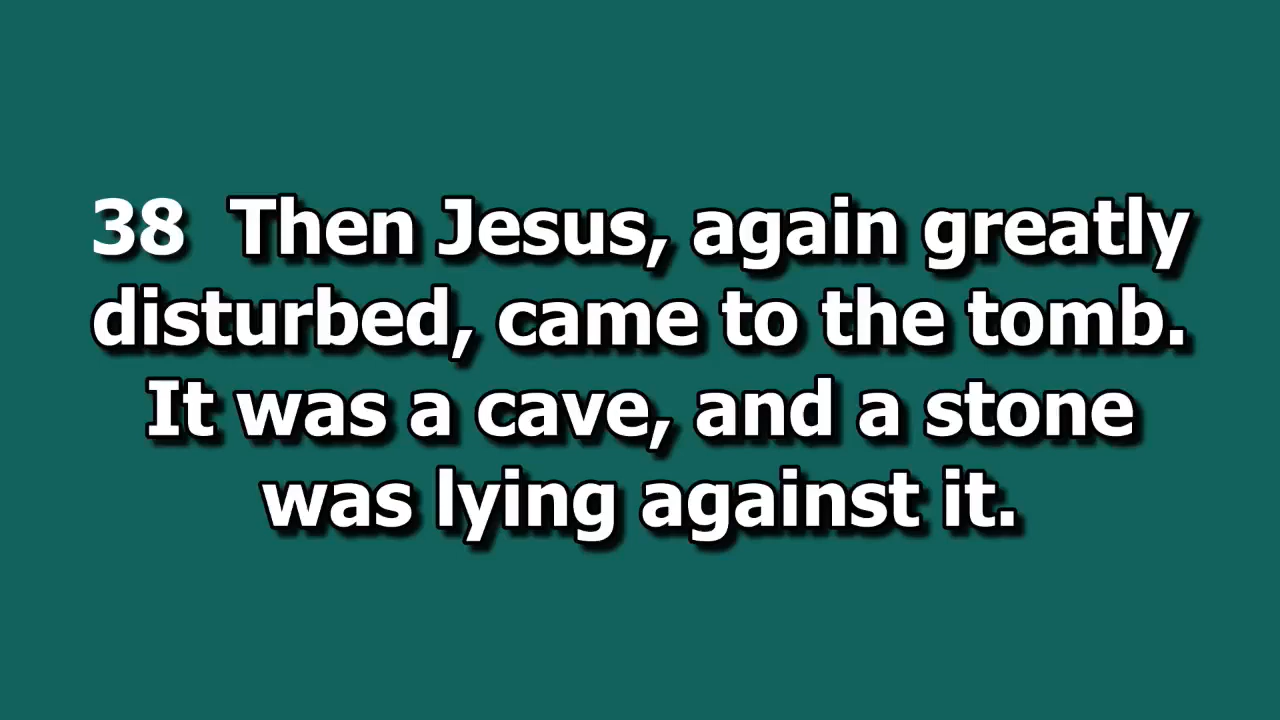 38  Then Jesus, again greatly
disturbed, came to the tomb.
It was a cave, and a stone
was lying against it.